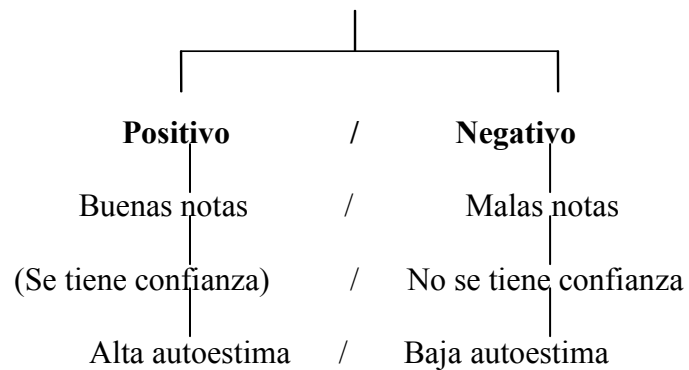 Positivo / Negativo
Buenas notas / Malas notas
(Se tiene confianza) / No se tiene confianza
Alta autoestima / Baja autoestima